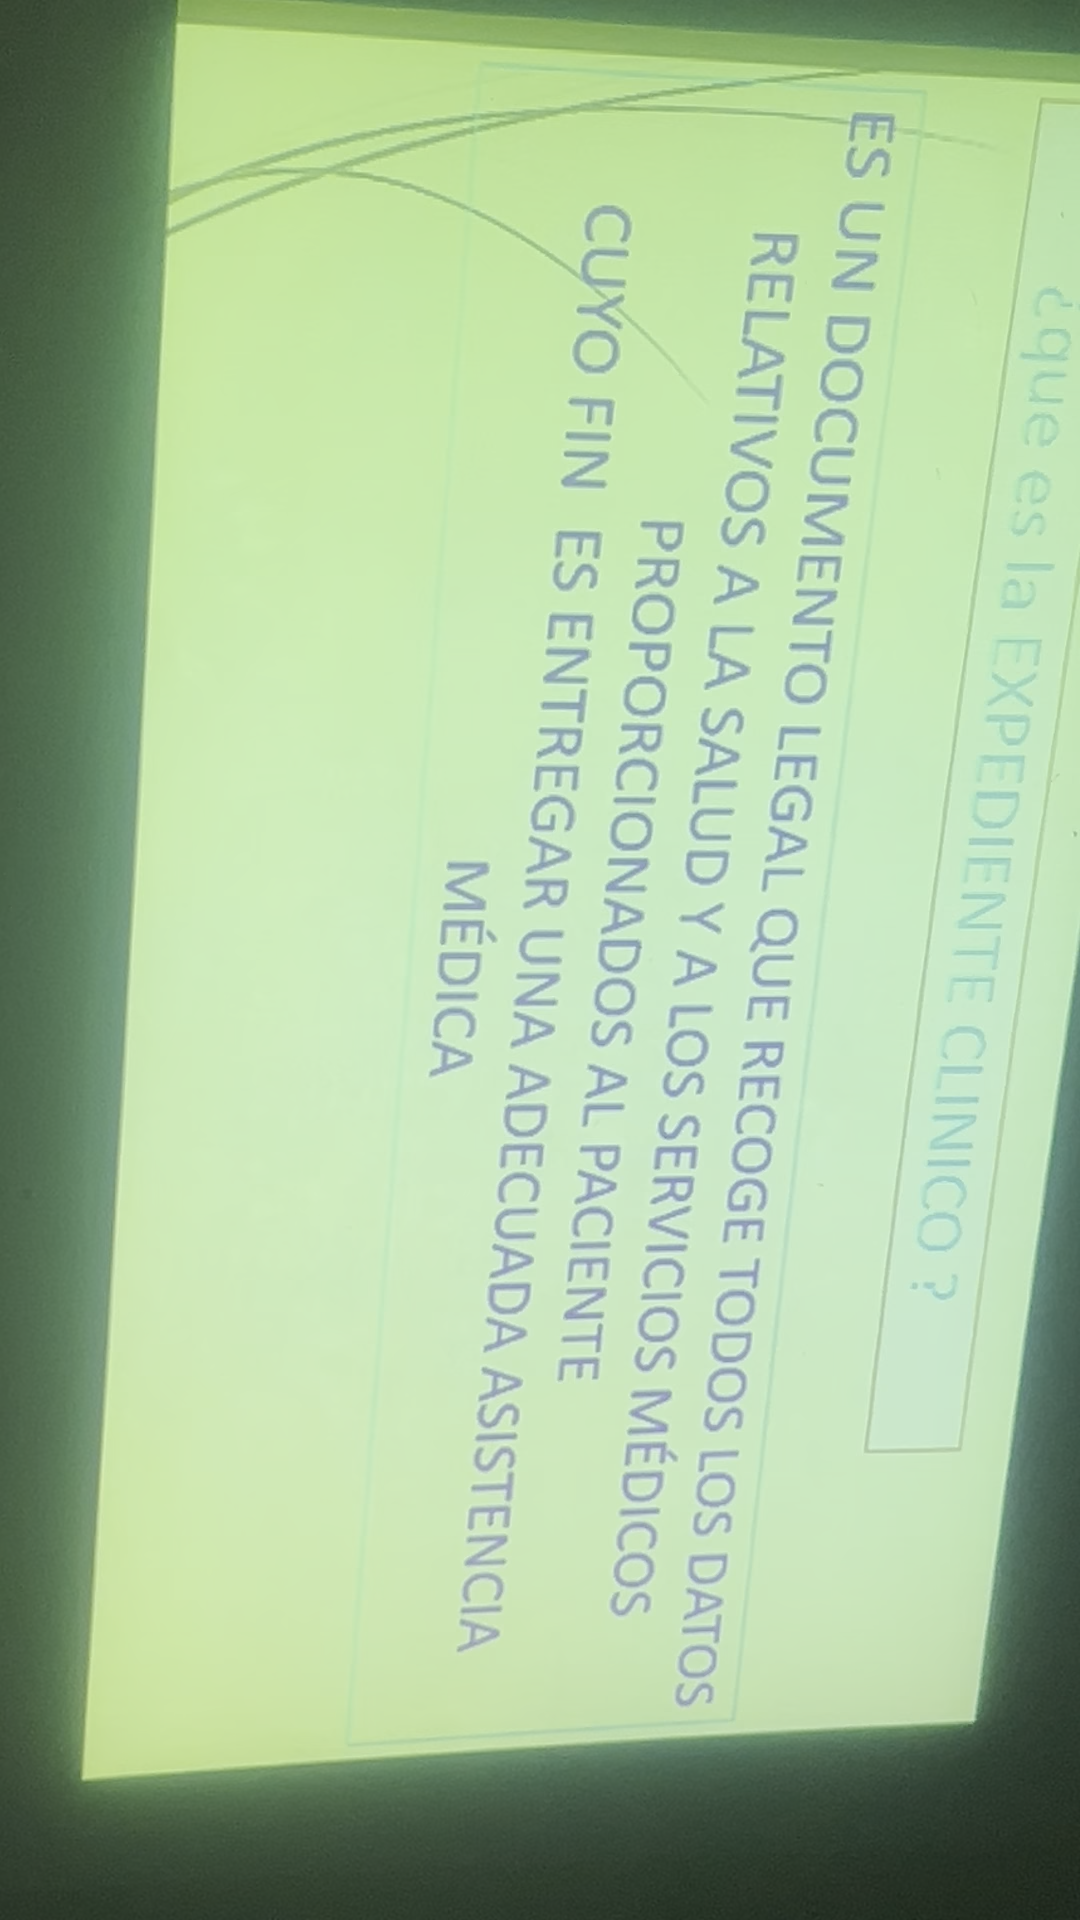 ¿que es la EXPEDIENTE CLINICO ?
ES UN DOCUMENTO LEGAL QUE RECOGE TODOS LOS DATOS
RELATIVOS A LA SALUD Y A LOS SERVICIOS MÉDICOS
PROPORCIONADOS AL PACIENTE
CUYO FIN ES ENTREGAR UNA ADECUADA ASISTENCIA
MÉDICA